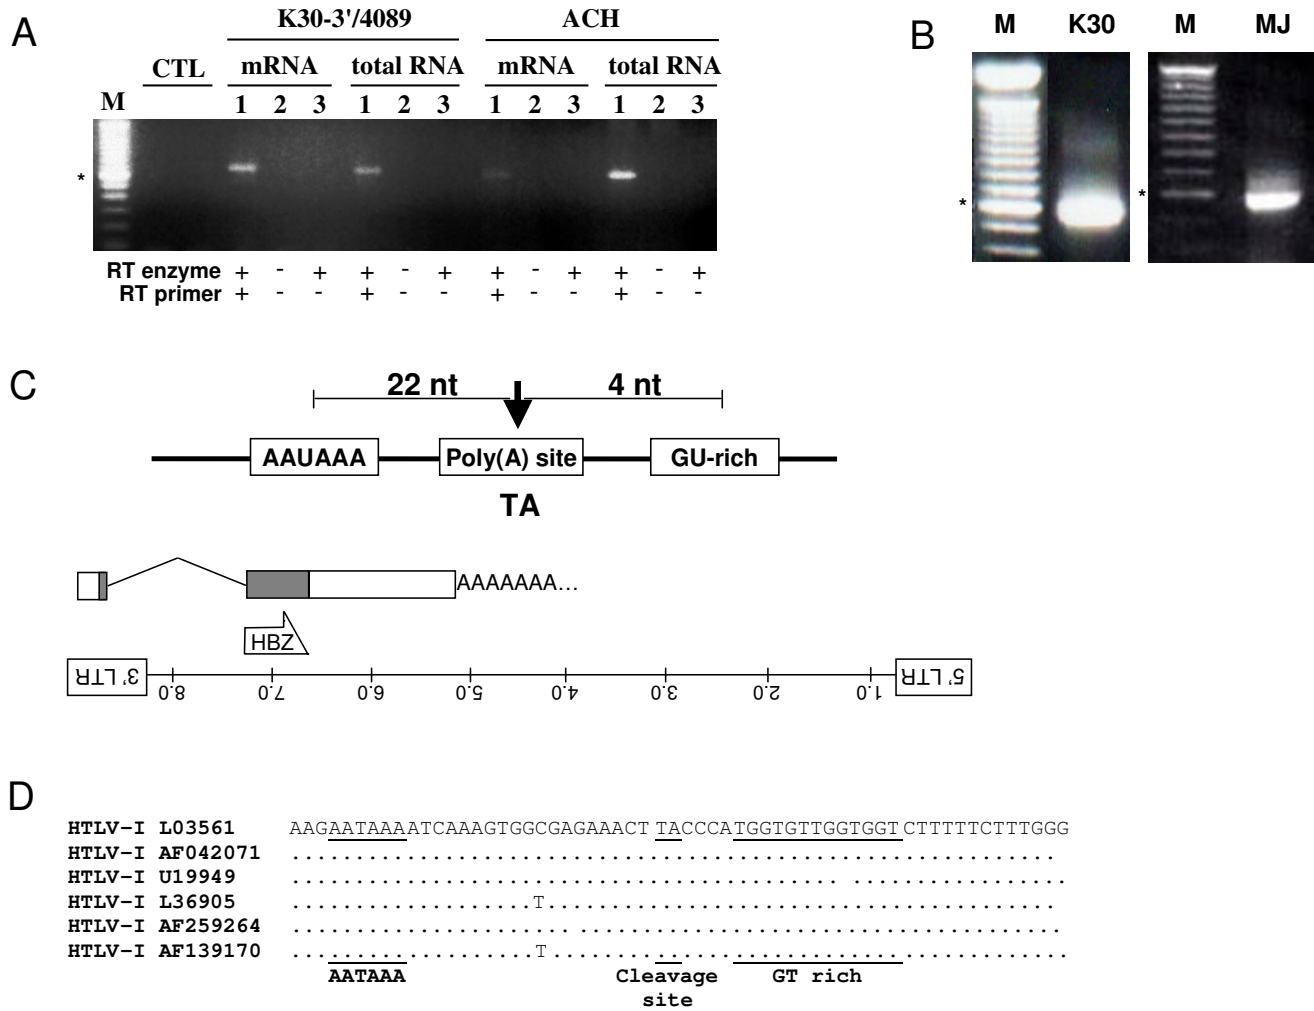 A
K30-3'/4089
ACH
CTL
mRNA
total RNA
mRNA
total RNA
M
1 2 3 1 2 3 1 2 3 1 2 3
*
RT enzyme + - + + - + + - + + - +
RT primer + - - + - - + - - + - -
B
M K30 M MJ
* *
C
22 nt 4 nt
AAUAAA Poly(A) site GU-rich
TA
AAAAAAA...
HBZ
3' LTR 8.0 7.0 6.0 5.0 4.0 3.0 2.0 1.0 5' LTR
D
HTLV-I L03561 AAGAATAAAATCAAAGTGGCGAGAAACT TACCCATGGTGTTGGTGGT CTTTTTCTTTGGG
HTLV-I AF042071 ............................................................
HTLV-I U19949 .......................................... .................
HTLV-I L36905 ...................T........................................
HTLV-I AF259264 ..................... ......................................
HTLV-I AF139170 ...................T........................................
AATAAA Cleavage GT rich
site